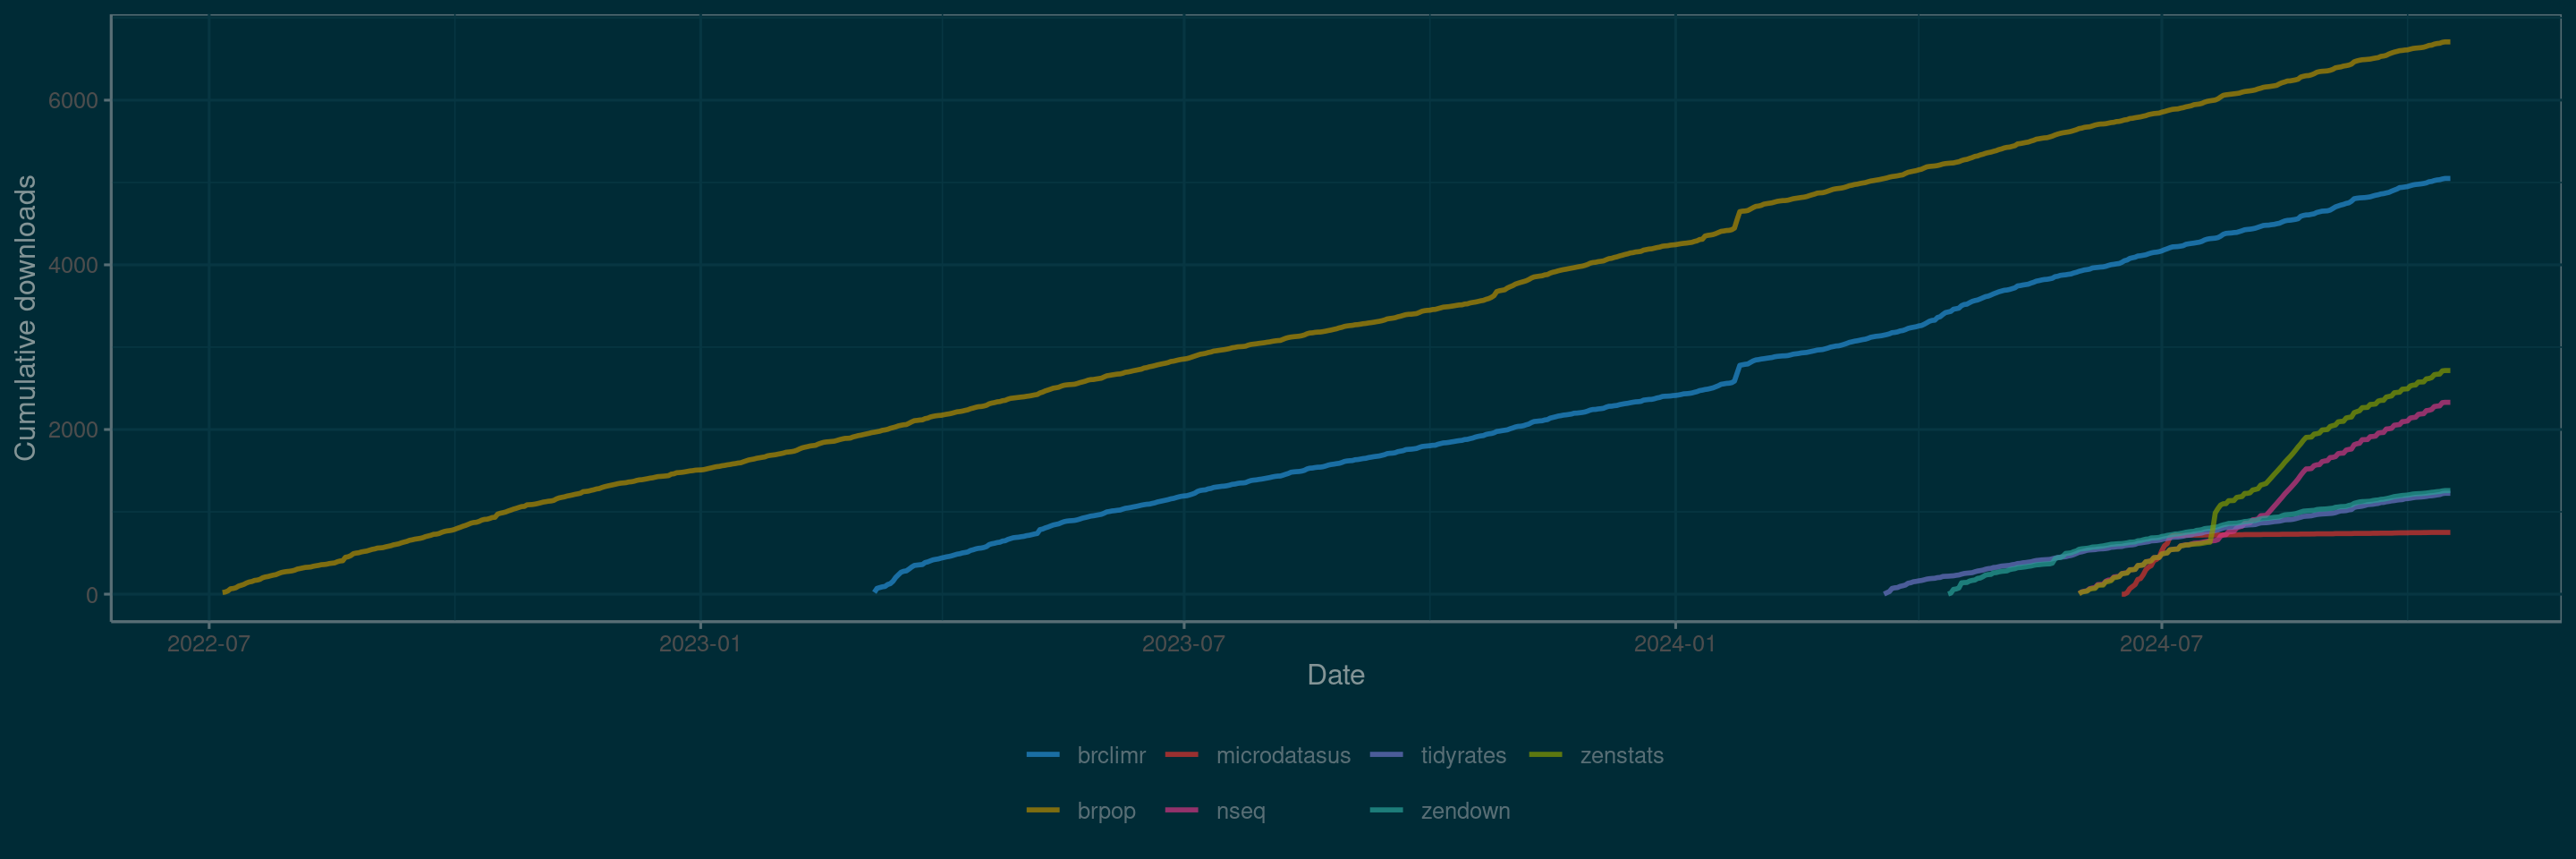 Cumulative downloads
6000
4000
2000
0
2022-07 2023-01 2023-07 2024-01 2024-07
Date
brclimr microdatasus tidyrates zenstats
brpop nseq zendown